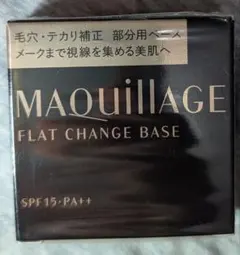 毛穴・テカリ補正 部分用ベース
メークまで視線を集める美肌へ
MAQuillAGE
FLAT CHANGE BASE
SPF15・PA++